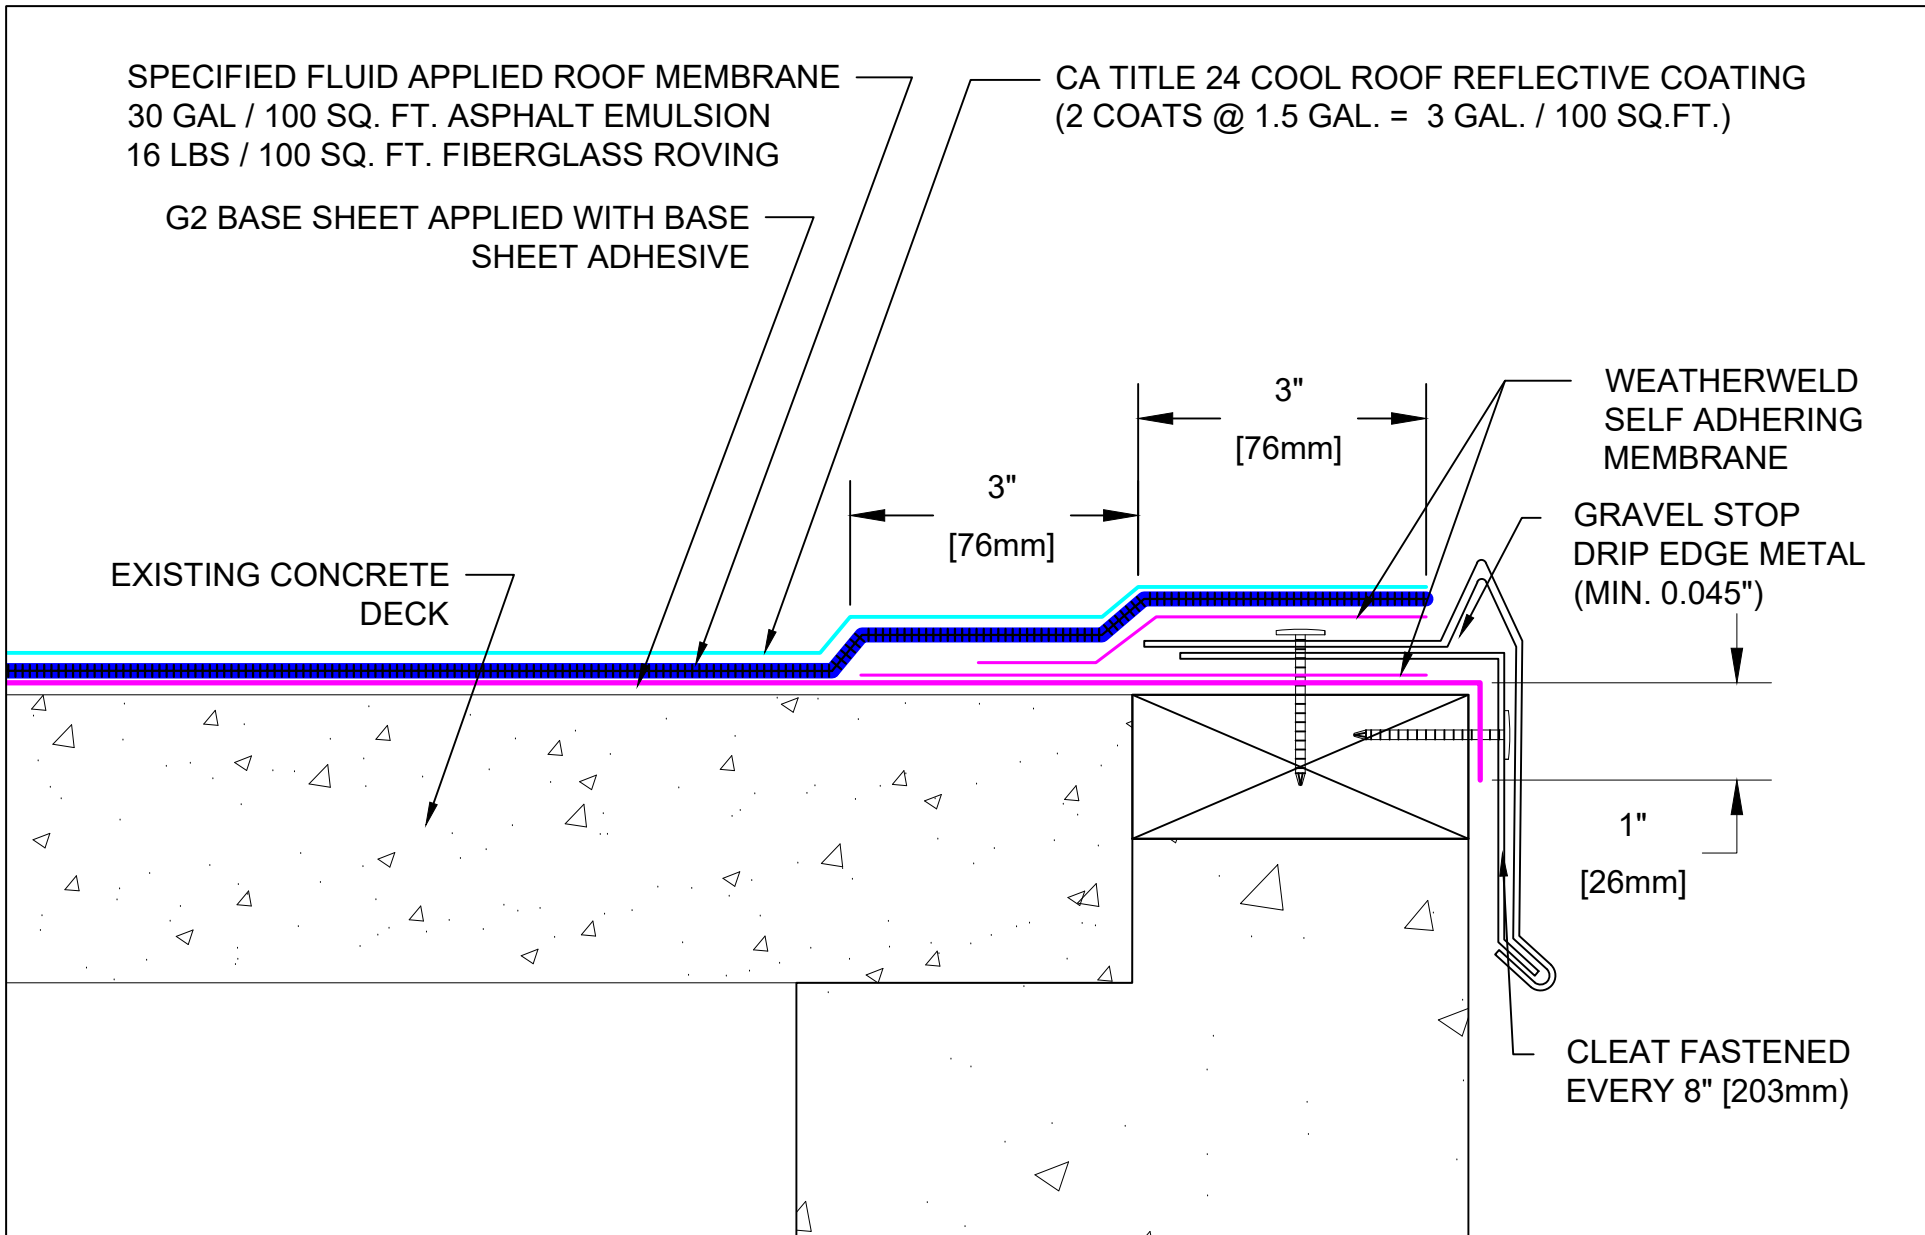 SPECIFIED FLUID APPLIED ROOF MEMBRANE
30 GAL / 100 SQ. FT. ASPHALT EMULSION
16 LBS / 100 SQ. FT. FIBERGLASS ROVING
CA TITLE 24 COOL ROOF REFLECTIVE COATING
(2 COATS @ 1.5 GAL. = 3 GAL. / 100 SQ.FT.)
G2 BASE SHEET APPLIED WITH BASE
SHEET ADHESIVE
3"
[76mm]
WEATHERWELD
SELF ADHERING
MEMBRANE
3"
[76mm]
GRAVEL STOP
DRIP EDGE METAL
(MIN. 0.045")
EXISTING CONCRETE
DECK
1"
[26mm]
CLEAT FASTENED
EVERY 8" [203mm)